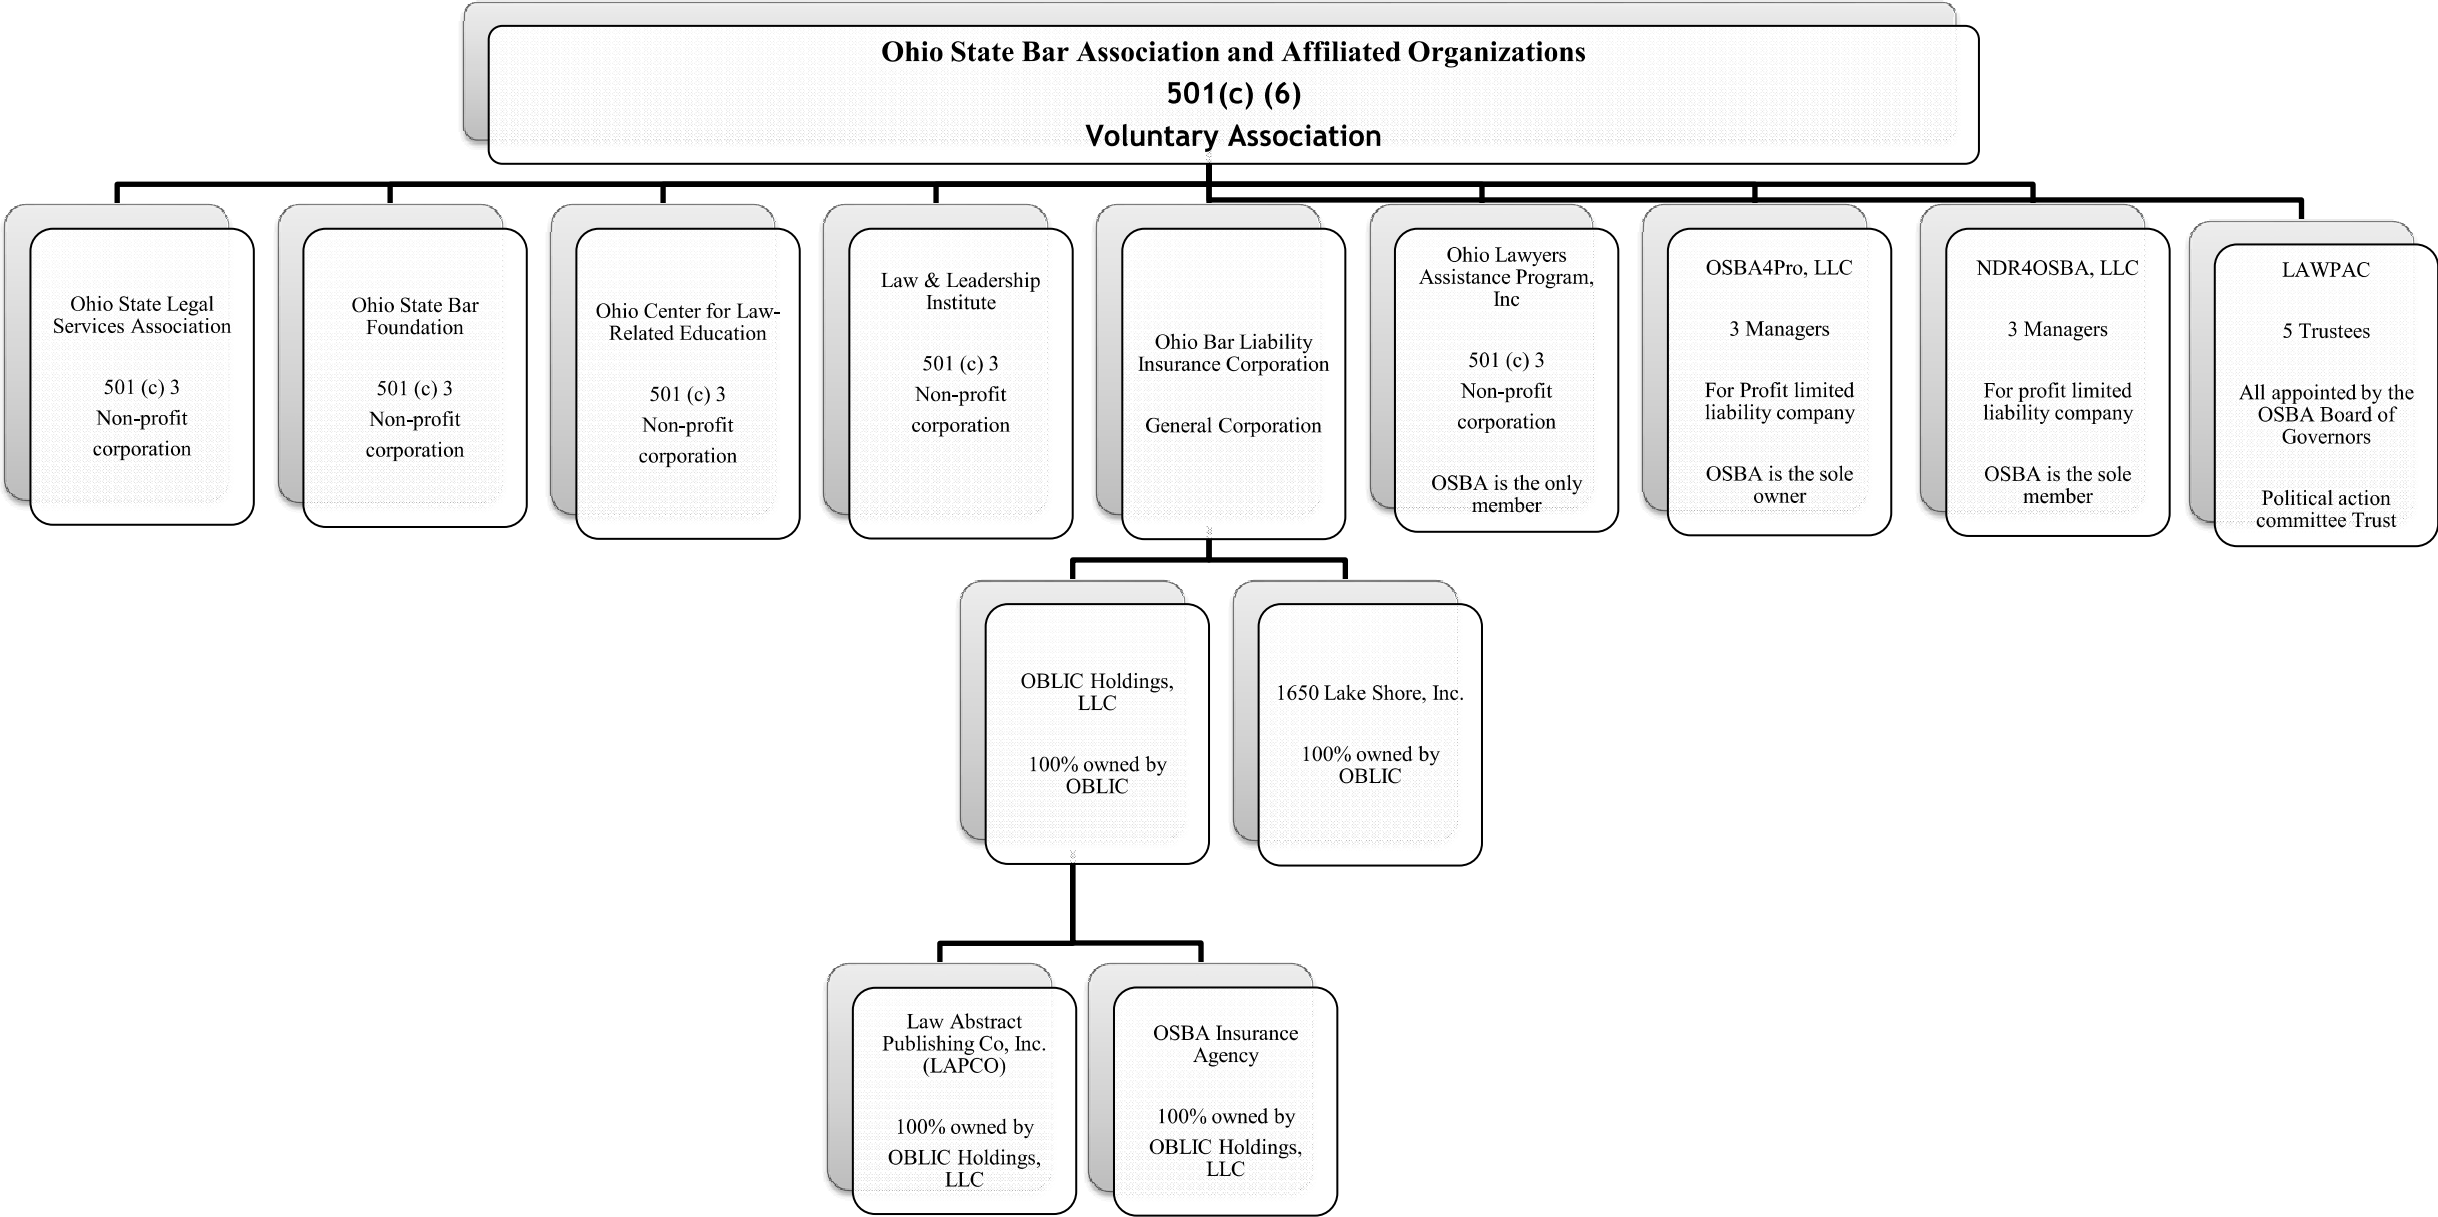 Ohio State Bar Association and Affiliated Organizations
501(c) (6)
Voluntary Association
Ohio State Legal
Services Association
501 (c) 3
Non-profit
corporation
Ohio State Bar
Foundation
501 (c) 3
Non-profit
corporation
Ohio Center for Law-
Related Education
501 (c) 3
Non-profit
corporation
Law & Leadership
Institute
501 (c) 3
Non-profit
corporation
Ohio Bar Liability
Insurance Corporation
General Corporation
Ohio Lawyers
Assistance Program,
Inc
501 (c) 3
Non-profit
corporation
OSBA is the only
member
OSBA4Pro, LLC
3 Managers
For Profit limited
liability company
OSBA is the sole
owner
NDR4OSBA, LLC
3 Managers
For profit limited
liability company
OSBA is the sole
member
LAWPAC
5 Trustees
All appointed by the
OSBA Board of
Governors
Political action
committee Trust
OBLIC Holdings,
LLC
100% owned by
OBLIC
1650 Lake Shore, Inc.
100% owned by
OBLIC
Law Abstract
Publishing Co, Inc.
(LAPCO)
100% owned by
OBLIC Holdings,
LLC
OSBA Insurance
Agency
100% owned by
OBLIC Holdings,
LLC